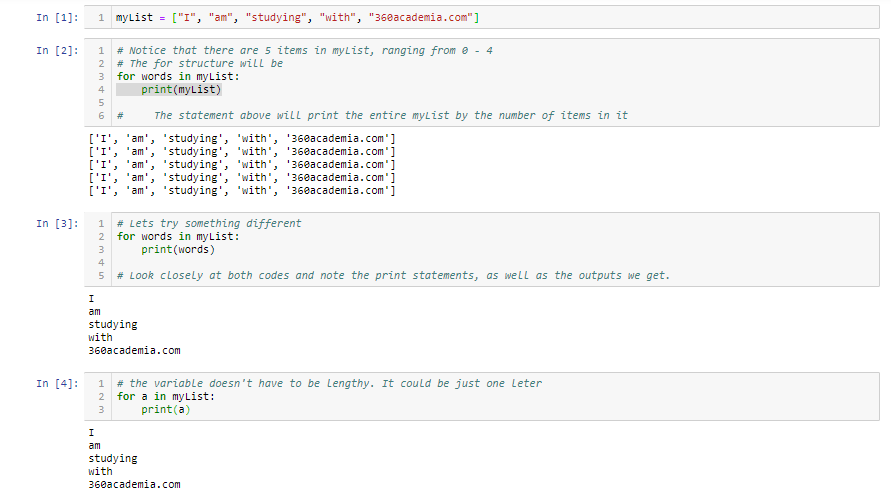 In [1]: 1 myList = ["I", "am", "studying", "with", "360academia.com"]
In [2]: 1 # Notice that there are 5 items in myList, ranging from 0 - 4
2 # The for structure will be
3 for words in myList:
4     print(myList)
5
6 #     The statement above will print the entire myList by the number of items in it
['I', 'am', 'studying', 'with', '360academia.com']
['I', 'am', 'studying', 'with', '360academia.com']
['I', 'am', 'studying', 'with', '360academia.com']
['I', 'am', 'studying', 'with', '360academia.com']
['I', 'am', 'studying', 'with', '360academia.com']
In [3]: 1 # Lets try something different
2 for words in myList:
3     print(words)
4
5 # Look closely at both codes and note the print statements, as well as the outputs we get.
I
am
studying
with
360academia.com
In [4]: 1 # the variable doesn't have to be lengthy. It could be just one leter
2 for a in myList:
3     print(a)
I
am
studying
with
360academia.com